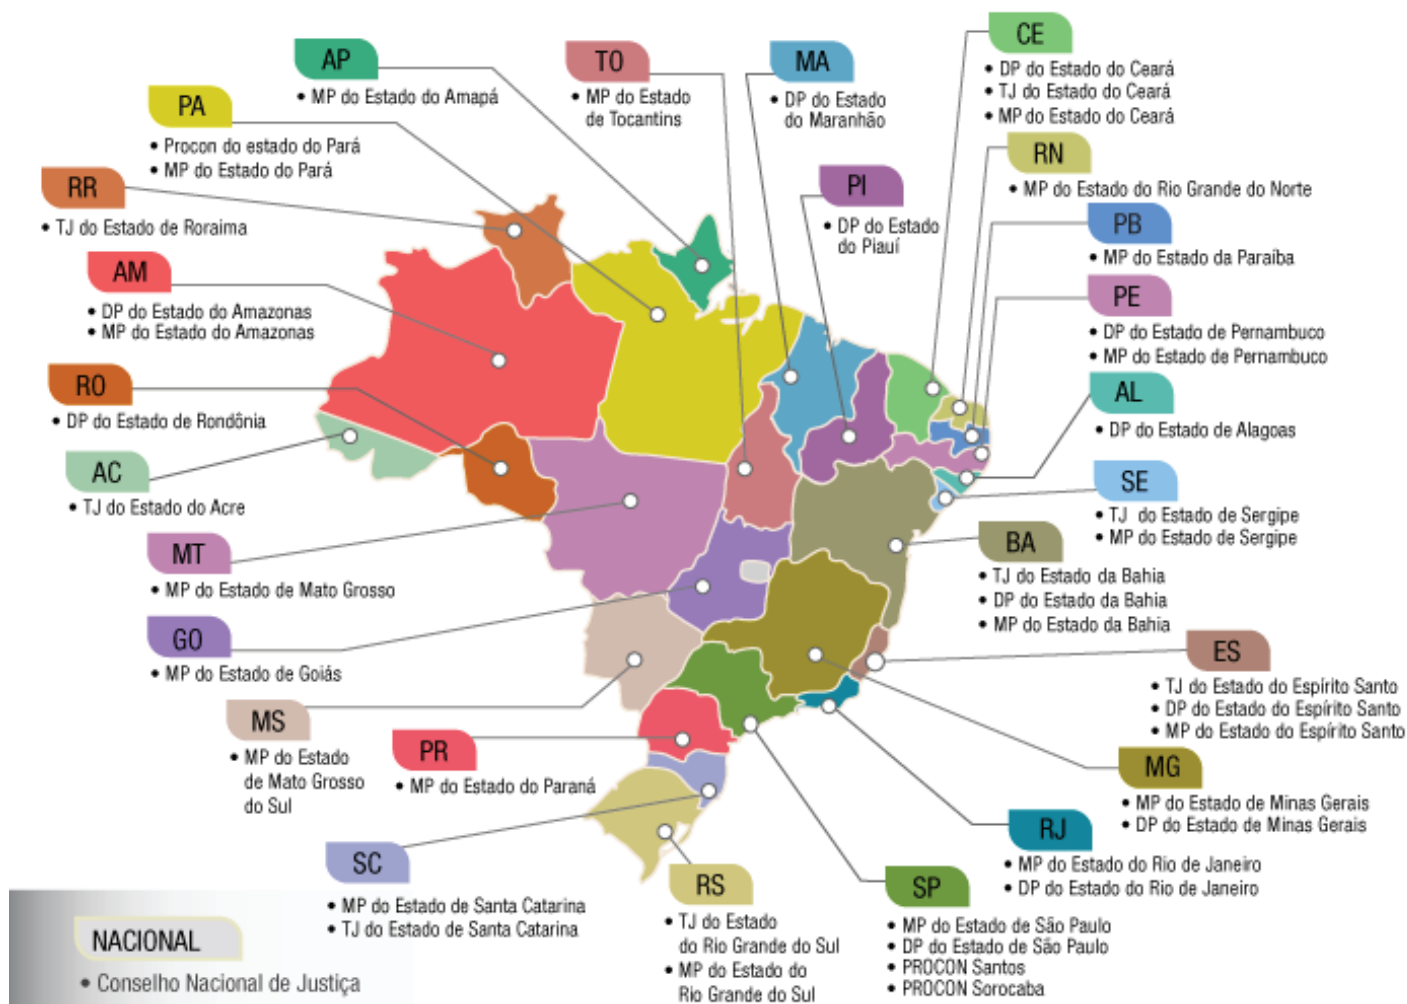 AP
• MP do Estado do Amapá
TO
• MP do Estado
de Tocantins
MA
• DP do Estado
do Maranhão
CE
• DP do Estado do Ceará
• TJ do Estado do Ceará
• MP do Estado do Ceará
PA
• Procon do estado do Pará
• MP do Estado do Pará
RN
• MP do Estado do Rio Grande do Norte
RR
• TJ do Estado de Roraima
PI
• DP do Estado
do Piauí
PB
• MP do Estado da Paraíba
AM
• DP do Estado do Amazonas
• MP do Estado do Amazonas
PE
• DP do Estado de Pernambuco
• MP do Estado de Pernambuco
RO
• DP do Estado de Rondônia
AL
• DP do Estado de Alagoas
AC
• TJ do Estado do Acre
SE
• TJ do Estado de Sergipe
• MP do Estado de Sergipe
MT
• MP do Estado de Mato Grosso
BA
• TJ do Estado da Bahia
• DP do Estado da Bahia
• MP do Estado da Bahia
GO
• MP do Estado de Goiás
ES
• TJ do Estado do Espírito Santo
• DP do Estado do Espírito Santo
• MP do Estado do Espírito Santo
MS
• MP do Estado
de Mato Grosso
do Sul
PR
• MP do Estado do Paraná
MG
• MP do Estado de Minas Gerais
• DP do Estado de Minas Gerais
RJ
• MP do Estado do Rio de Janeiro
• DP do Estado do Rio de Janeiro
SC
• MP do Estado de Santa Catarina
• TJ do Estado de Santa Catarina
RS
• TJ do Estado
do Rio Grande do Sul
• MP do Estado do
Rio Grande do Sul
SP
• MP do Estado de São Paulo
• DP do Estado de São Paulo
• PROCON Santos
• PROCON Sorocaba
NACIONAL
• Conselho Nacional de Justiça